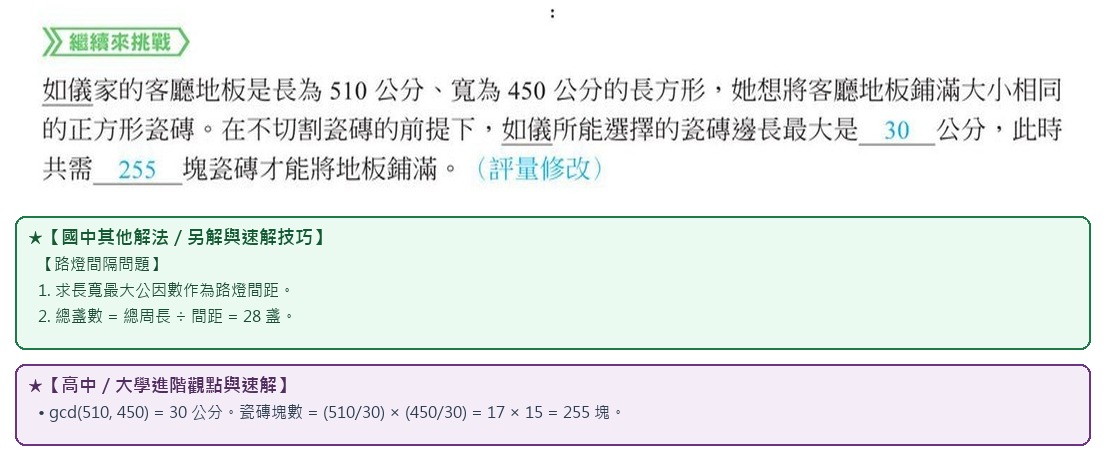 ：
繼續來挑戰
如儀家的客廳地板是長為 510 公分、寬為 450 公分的長方形，她想將客廳地板鋪滿大小相同
的正方形瓷磚。在不切割瓷磚的前提下，如儀所能選擇的瓷磚邊長最大是 30 公分，此時
共需 255 塊瓷磚才能將地板鋪滿。（評量修改）
★【國中其他解法 / 另解與速解技巧】
【路燈間隔問題】
1. 求長寬最大公因數作為路燈間距。
2. 總盞數 = 總周長 ÷ 間距 = 28 盞。
★【高中 / 大學進階觀點與速解】
• gcd(510, 450) = 30 公分。瓷磚塊數 = (510/30) × (450/30) = 17 × 15 = 255 塊。